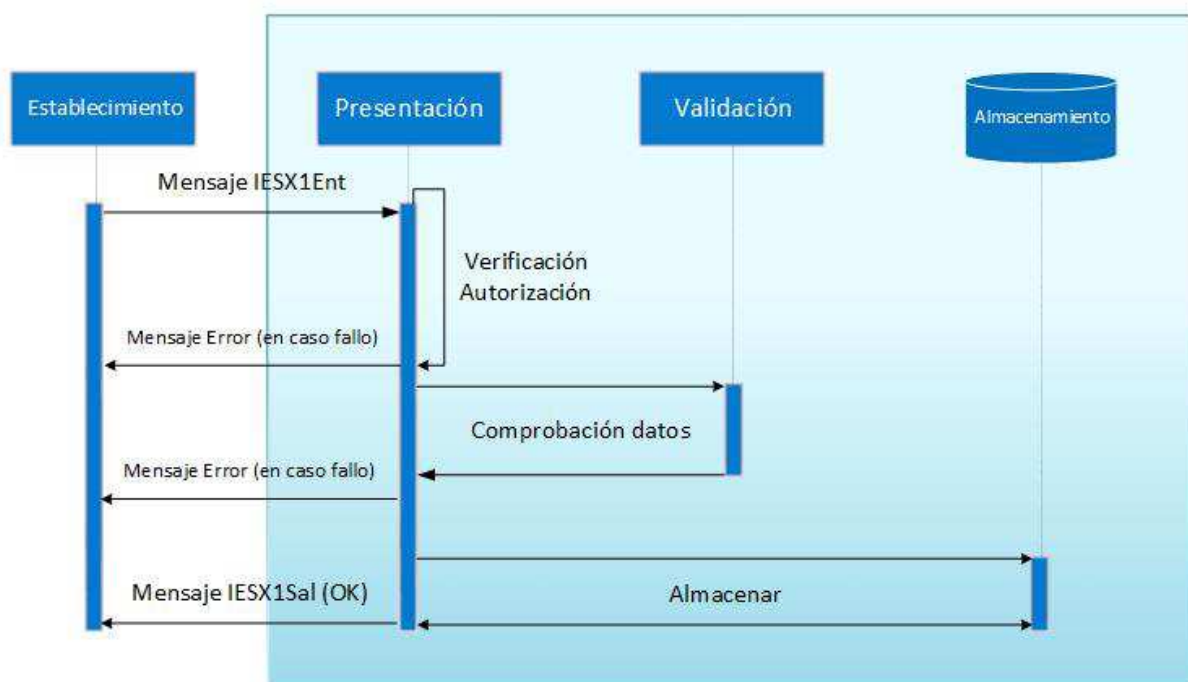 Establecimiento
Presentación
Validación
Almacenamiento
Mensaje IESX1Ent
Verificación
Autorización
Mensaje Error (en caso fallo)
Comprobación datos
Mensaje Error (en caso fallo)
Mensaje IESX1Sal (OK)
Almacenar